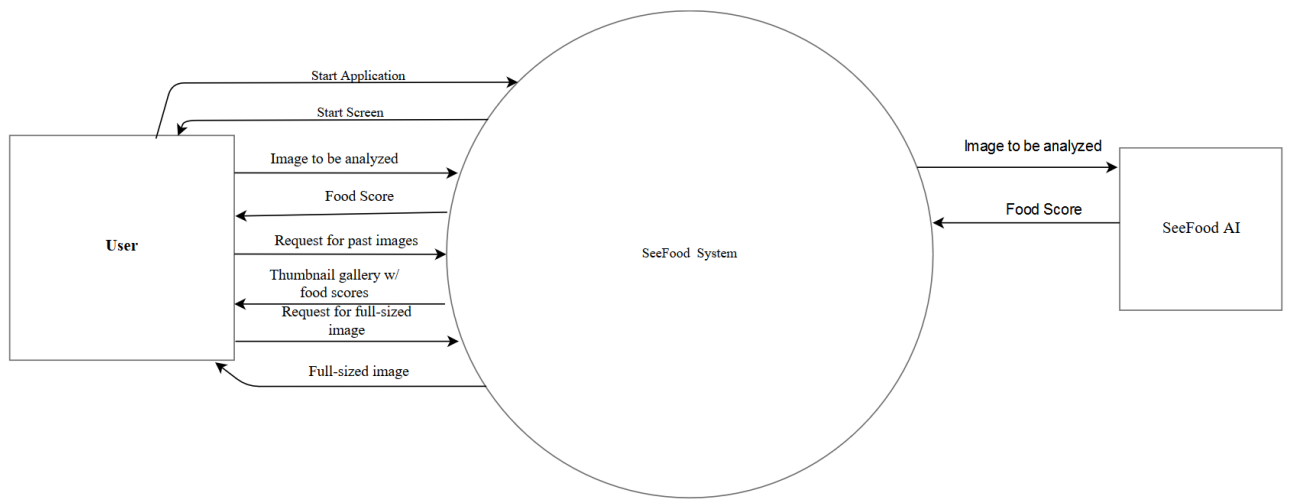 Start Application
Start Screen
Image to be analyzed
Food Score
Request for past images
Thumbnail gallery w/
food scores
Request for full-sized
image
Full-sized image
User
SeeFood System
Image to be analyzed
Food Score
SeeFood AI